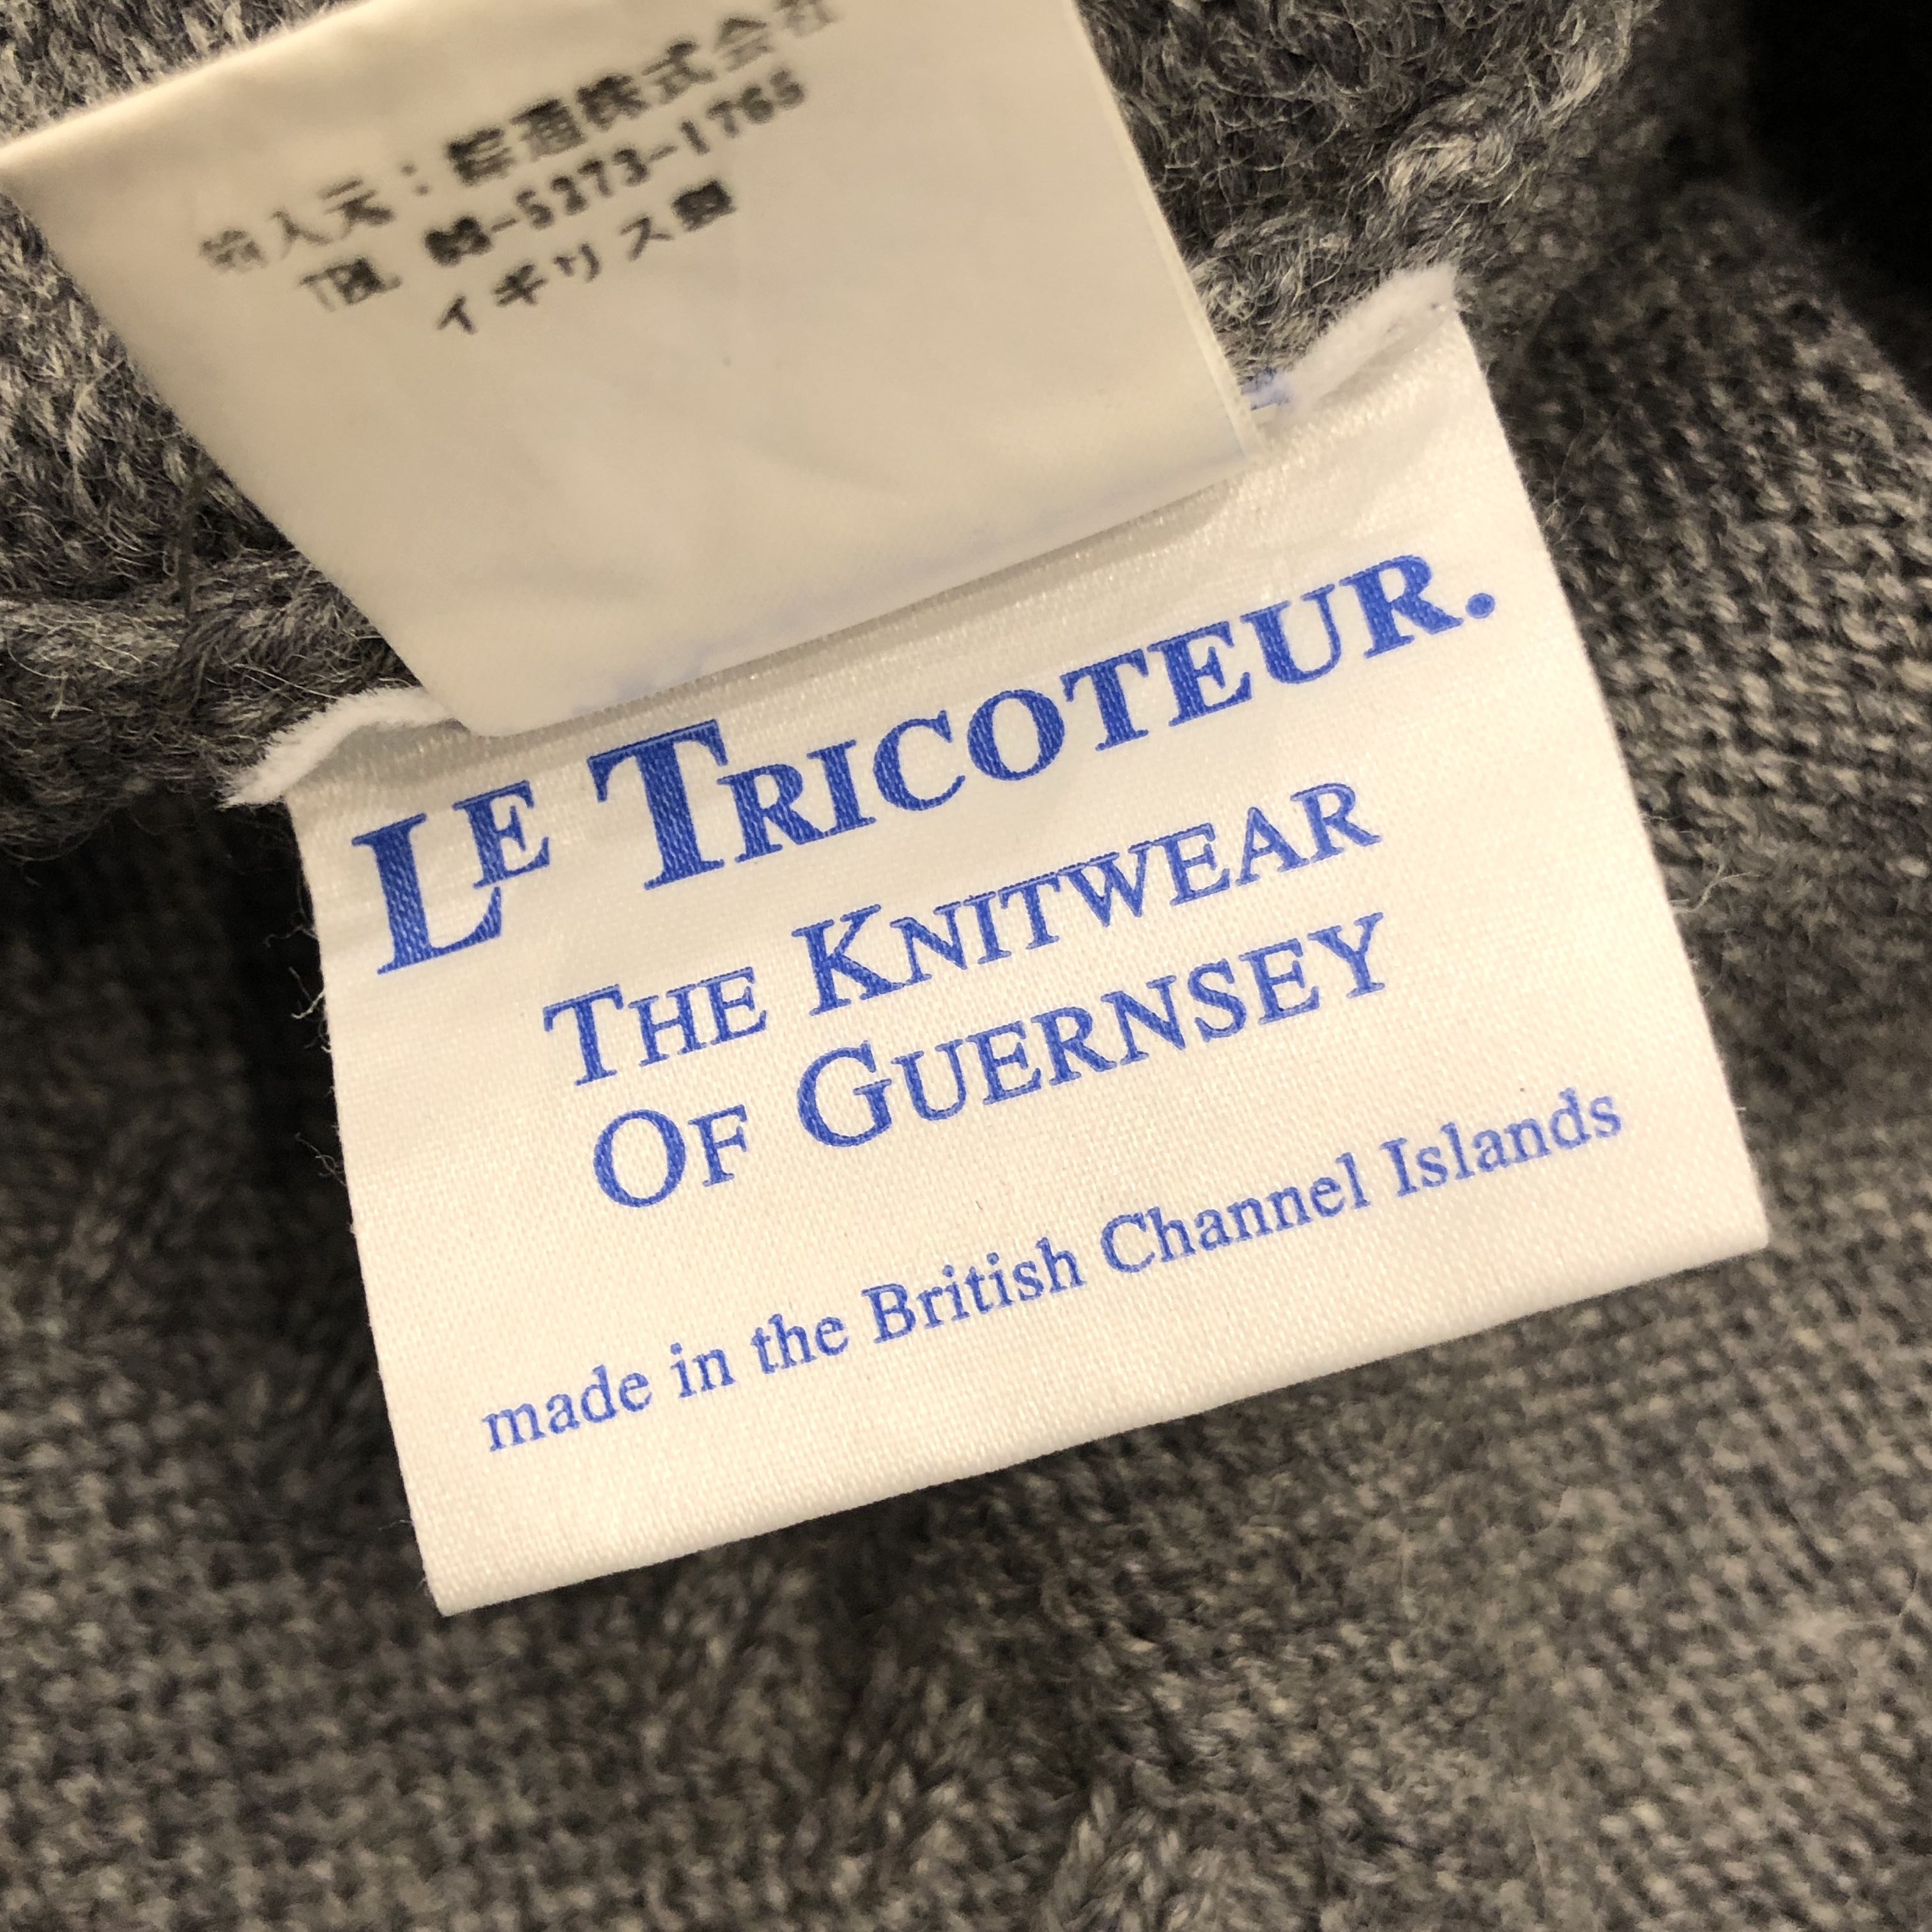 輸入元：綜通株式会社
TEL 03-5273-1765
イギリス製
LE TRICOTEUR.
THE KNITWEAR
OF GUERNSEY
made in the British Channel Islands